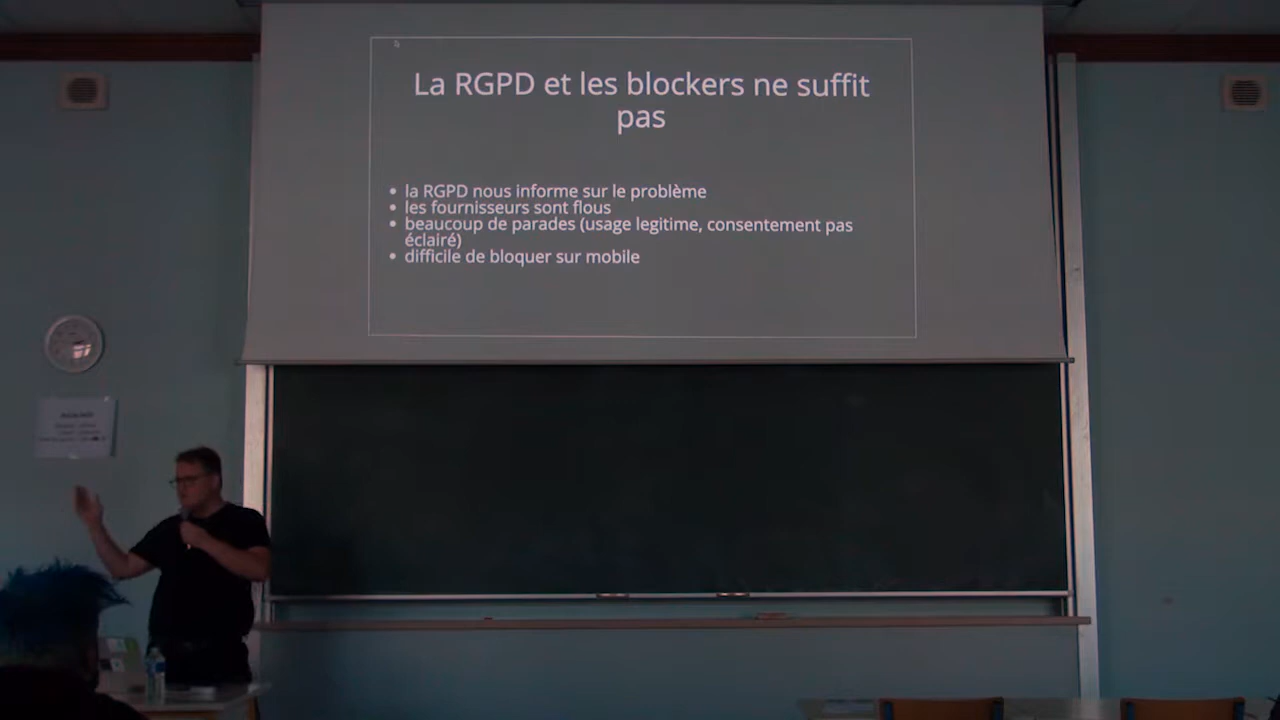 La RGPD et les blockers ne suffit
pas
• la RGPD nous informe sur le problème
• les fournisseurs sont flous
• beaucoup de parades (usage legitime, consentement pas
éclairé)
• difficile de bloquer sur mobile